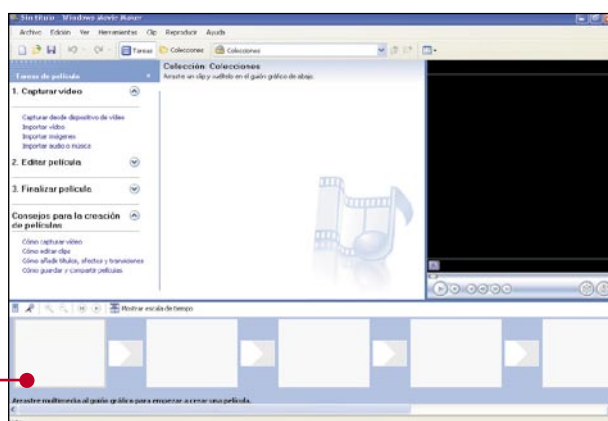 Sin título - Windows Movie Maker
Archivo Edición Ver Herramientas Clip Reproducir Ayuda
Tareas Colecciones Colecciones
Tareas de película
Colección: Colecciones
Arrastre un clip y suéltelo en el guión gráfico de abajo.
1. Capturar vídeo
Capturar desde dispositivo de vídeo
Importar vídeo
Importar imágenes
Importar audio o música
2. Editar película
3. Finalizar película
Consejos para la creación
de películas
Cómo capturar vídeo
Cómo editar clips
Cómo añadir títulos, efectos y transiciones
Cómo guardar y compartir películas
Mostrar escala de tiempo
Arrastre multimedia al guión gráfico para empezar a crear una película.